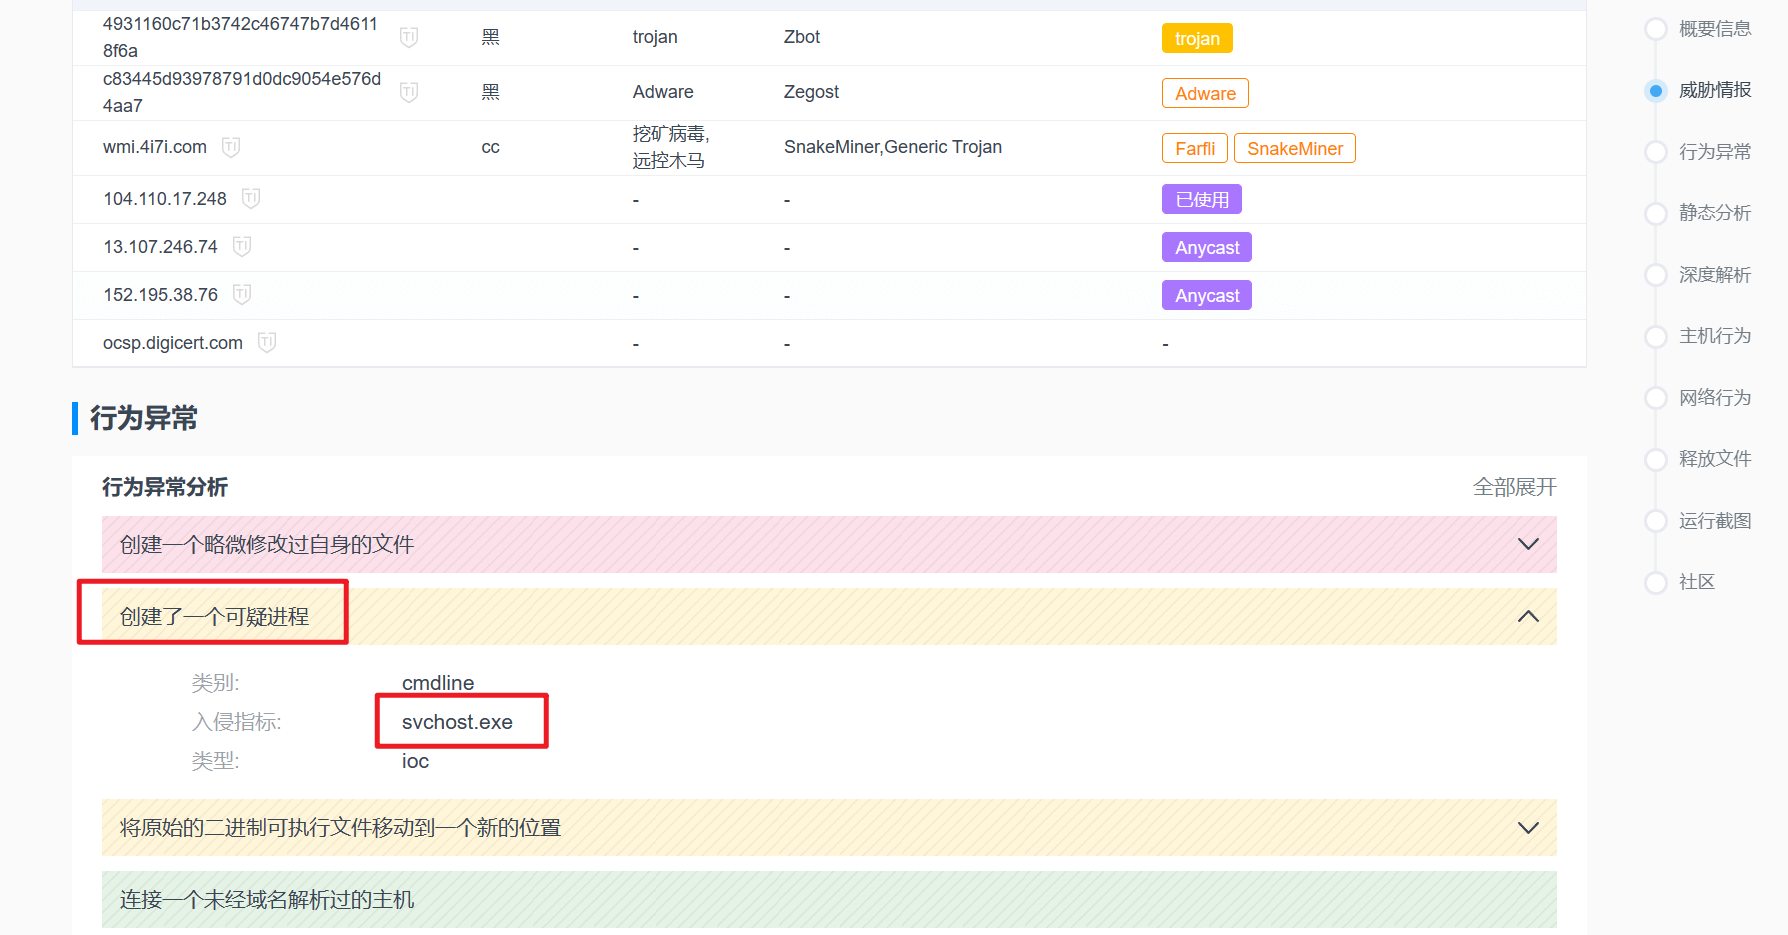 4931160c71b3742c46747b7d4611
8f6a
TI
黑
trojan
Zbot
trojan
c83445d93978791d0dc9054e576d
4aa7
TI
黑
Adware
Zegost
Adware
wmi.4i7i.com
TI
cc
挖矿病毒,
远控木马
SnakeMiner,Generic Trojan
Farfli
SnakeMiner
104.110.17.248
TI
-
-
已使用
13.107.246.74
TI
-
-
Anycast
152.195.38.76
TI
-
-
Anycast
ocsp.digicert.com
TI
-
-
-
行为异常
行为异常分析
全部展开
创建一个略微修改过自身的文件
创建了一个可疑进程
类别:
cmdline
入侵指标:
svchost.exe
类型:
ioc
将原始的二进制可执行文件移动到一个新的位置
连接一个未经域名解析过的主机
概要信息
威胁情报
行为异常
静态分析
深度解析
主机行为
网络行为
释放文件
运行截图
社区